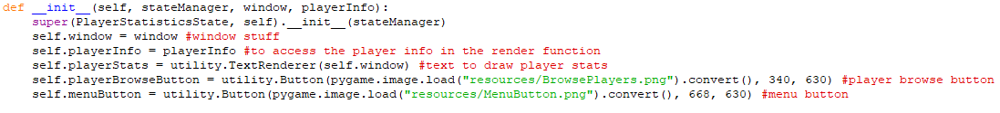 def __init__(self, stateManager, window, playerInfo):
    super(PlayerStatisticsState, self).__init__(stateManager)
    self.window = window #window stuff
    self.playerInfo = playerInfo #to access the player info in the render function
    self.playerStats = utility.TextRenderer(self.window) #text to draw player stats
    self.playerBrowseButton = utility.Button(pygame.image.load("resources/BrowsePlayers.png").convert(), 340, 630) #player browse button
    self.menuButton = utility.Button(pygame.image.load("resources/MenuButton.png").convert(), 668, 630) #menu button